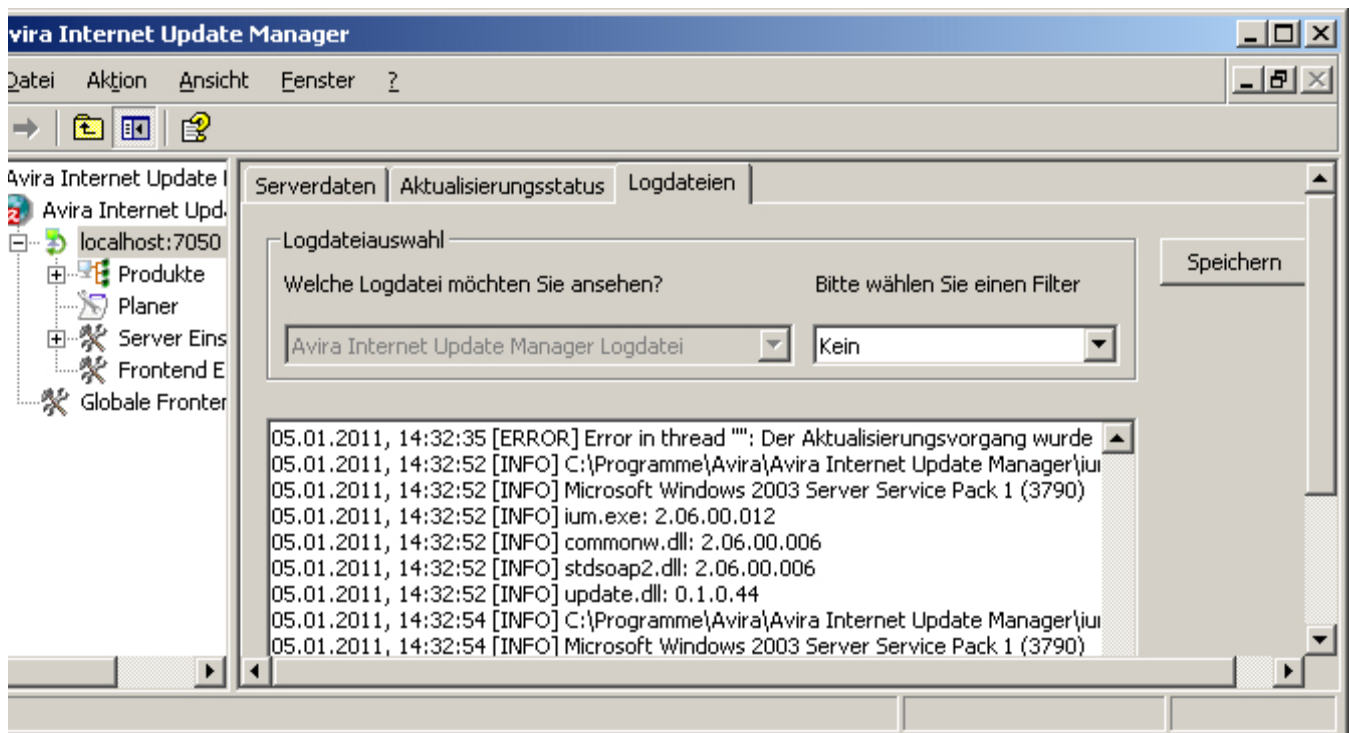 vira Internet Update Manager
Datei Aktion Ansicht Fenster ?
Avira Internet Update
Avira Internet Upd
localhost:7050
Produkte
Planer
Server Eins
Frontend E
Globale Fronter
Serverdaten Aktualisierungsstatus Logdateien
Logdateiauswahl
Welche Logdatei möchten Sie ansehen? Bitte wählen Sie einen Filter
Avira Internet Update Manager Logdatei Kein
Speichern
05.01.2011, 14:32:35 [ERROR] Error in thread "": Der Aktualisierungsvorgang wurde
05.01.2011, 14:32:52 [INFO] C:\Programme\Avira\Avira Internet Update Manager\iu
05.01.2011, 14:32:52 [INFO] Microsoft Windows 2003 Server Service Pack 1 (3790)
05.01.2011, 14:32:52 [INFO] ium.exe: 2.06.00.012
05.01.2011, 14:32:52 [INFO] commonw.dll: 2.06.00.006
05.01.2011, 14:32:52 [INFO] stdsoap2.dll: 2.06.00.006
05.01.2011, 14:32:52 [INFO] update.dll: 0.1.0.44
05.01.2011, 14:32:54 [INFO] C:\Programme\Avira\Avira Internet Update Manager\iu
05.01.2011, 14:32:54 [INFO] Microsoft Windows 2003 Server Service Pack 1 (3790)